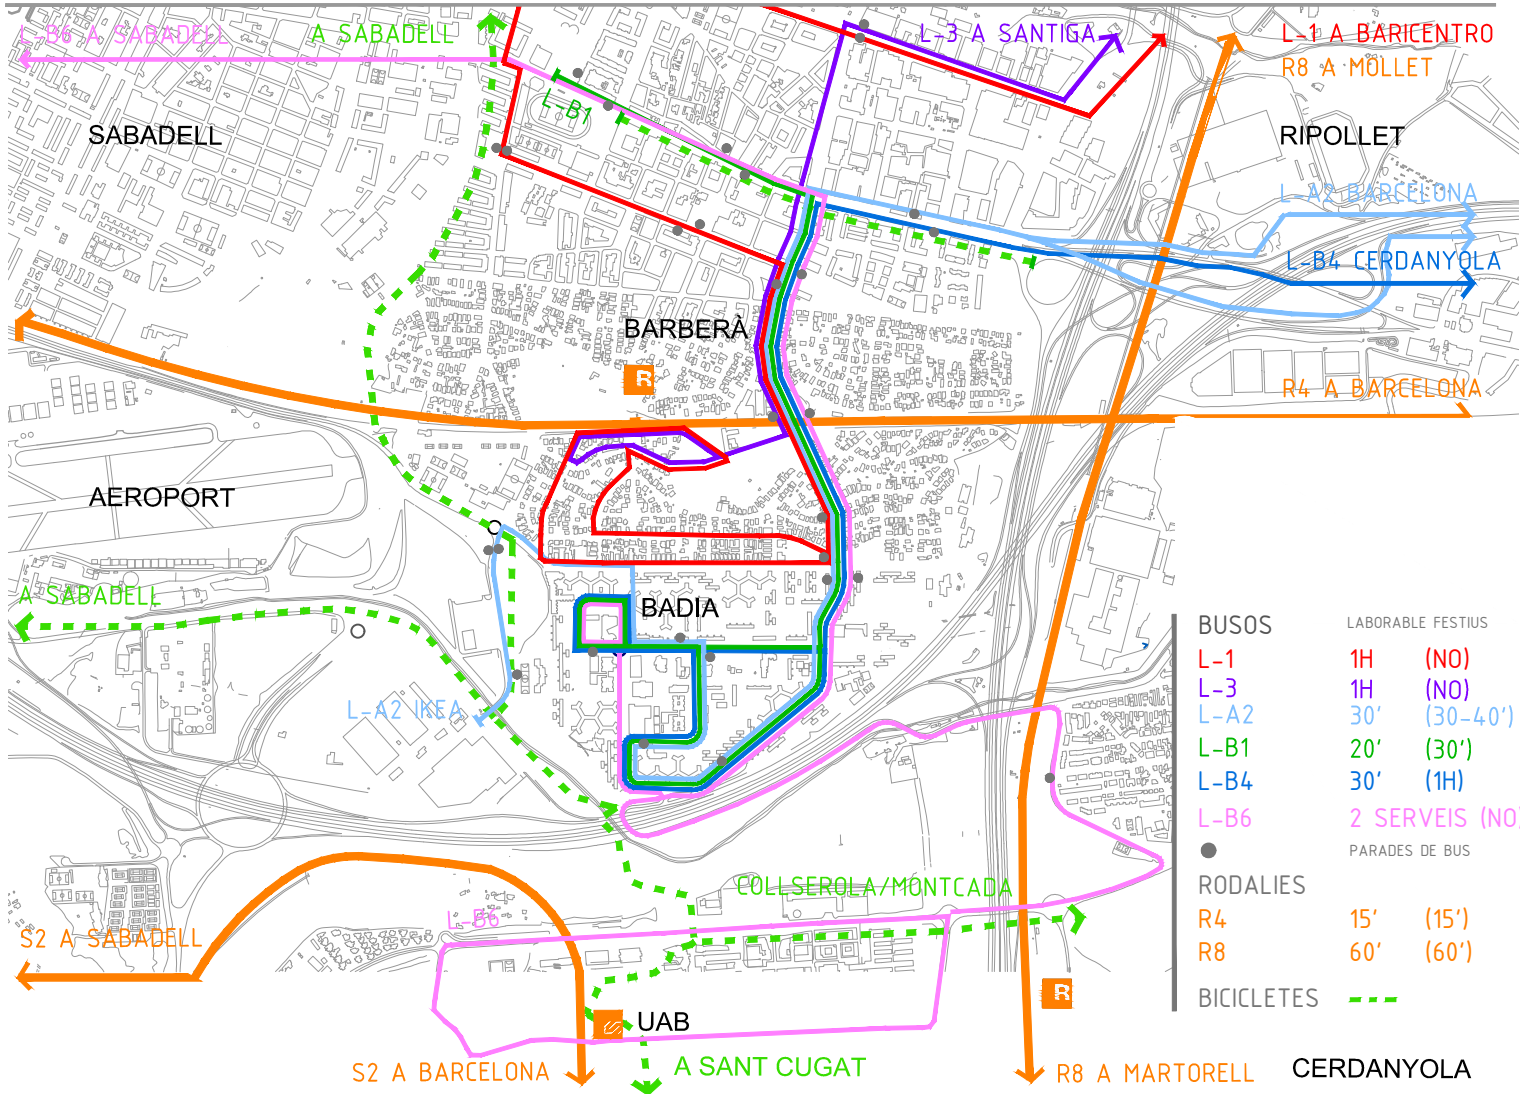 L-B6 A SABADELL
A SABADELL
L-3 A SANTIGA
L-1 A BARICENTRO
R8 A MOLLET
L-B1
SABADELL
RIPOLLET
L-A2 BARCELONA
L-B4 CERDANYOLA
BARBERÀ
R
R4 A BARCELONA
AEROPORT
A SABADELL
BADIA
L-A2 IKEA
BUSOS LABORABLE FESTIUS
L-1 1H (NO)
L-3 1H (NO)
L-A2 30' (30-40')
L-B1 20' (30')
L-B4 30' (1H)
L-B6 2 SERVEIS (NO)
PARADES DE BUS
RODALIES
R4 15' (15')
R8 60' (60')
BICICLETES
COLLSEROLA/MONTCADA
L-B6
S2 A SABADELL
R
UAB
S2 A BARCELONA
A SANT CUGAT
R8 A MARTORELL
CERDANYOLA